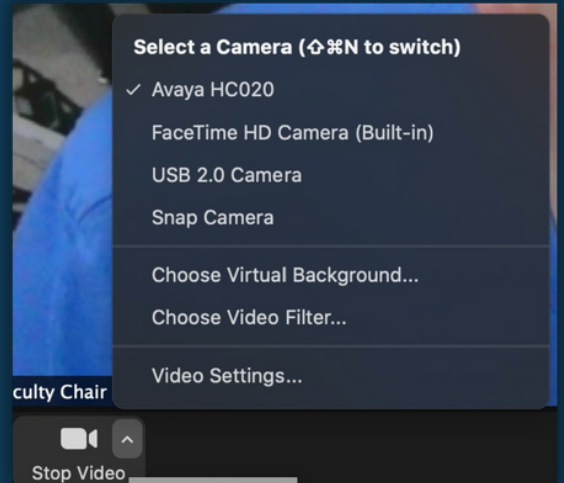 Select a Camera (⇧⌘N to switch)
✓ Avaya HC020
FaceTime HD Camera (Built-in)
USB 2.0 Camera
Snap Camera
Choose Virtual Background...
Choose Video Filter...
Video Settings...
culty Chair
Stop Video